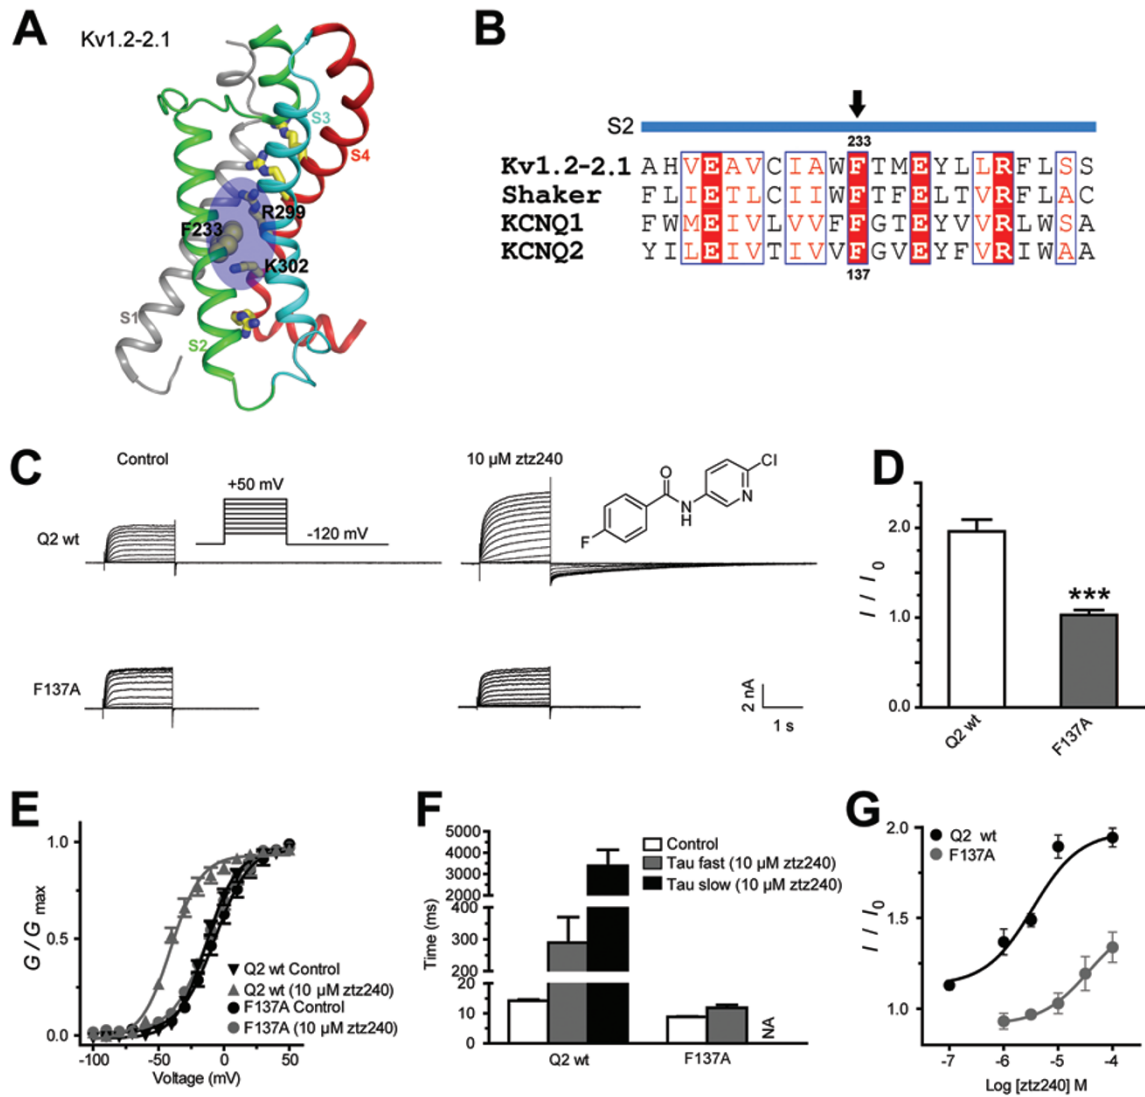 A
Kv1.2-2.1
S3
S4
R299
F233
K302
S1
S2
B
S2
233
Kv1.2-2.1 A H V E A V C I A W F T M E Y L L R F L S S
Shaker F L I E T L C I I W F T F E L T V R F L A C
KCNQ1 F W M E I V L V V F F G T E Y V V R L W S A
KCNQ2 Y I L E I V T I V V F G V E Y F V R I W A A
137
C
Control
+50 mV
-120 mV
10 µM ztz240
O
N
H
N
Cl
F
Q2 wt
F137A
2 nA
1 s
D
I / I 0
2.0
1.0
0.0
***
Q2 wt
F137A
E
G / G max
1.0
0.5
0.0
-100
-50
0
50
Voltage (mV)
Q2 wt Control
Q2 wt (10 µM ztz240)
F137A Control
F137A (10 µM ztz240)
F
Time (ms)
5000
4000
3000
2000
400
300
200
20
10
0
Control
Tau fast (10 µM ztz240)
Tau slow (10 µM ztz240)
NA
Q2 wt
F137A
G
I / I 0
2.0
1.5
1.0
Q2 wt
F137A
-7
-6
-5
-4
Log [ztz240] M